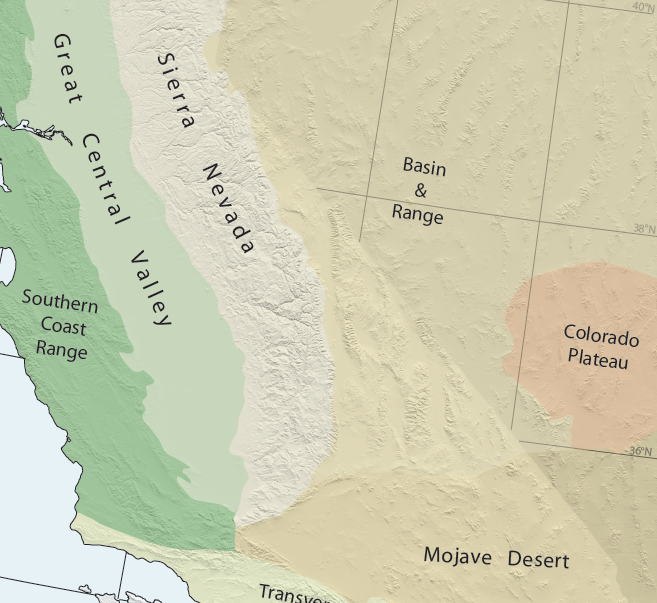 40°N
Great Central Valley
Sierra Nevada
Basin
&
Range
38°N
Southern
Coast
Range
Colorado
Plateau
36°N
Mojave Desert